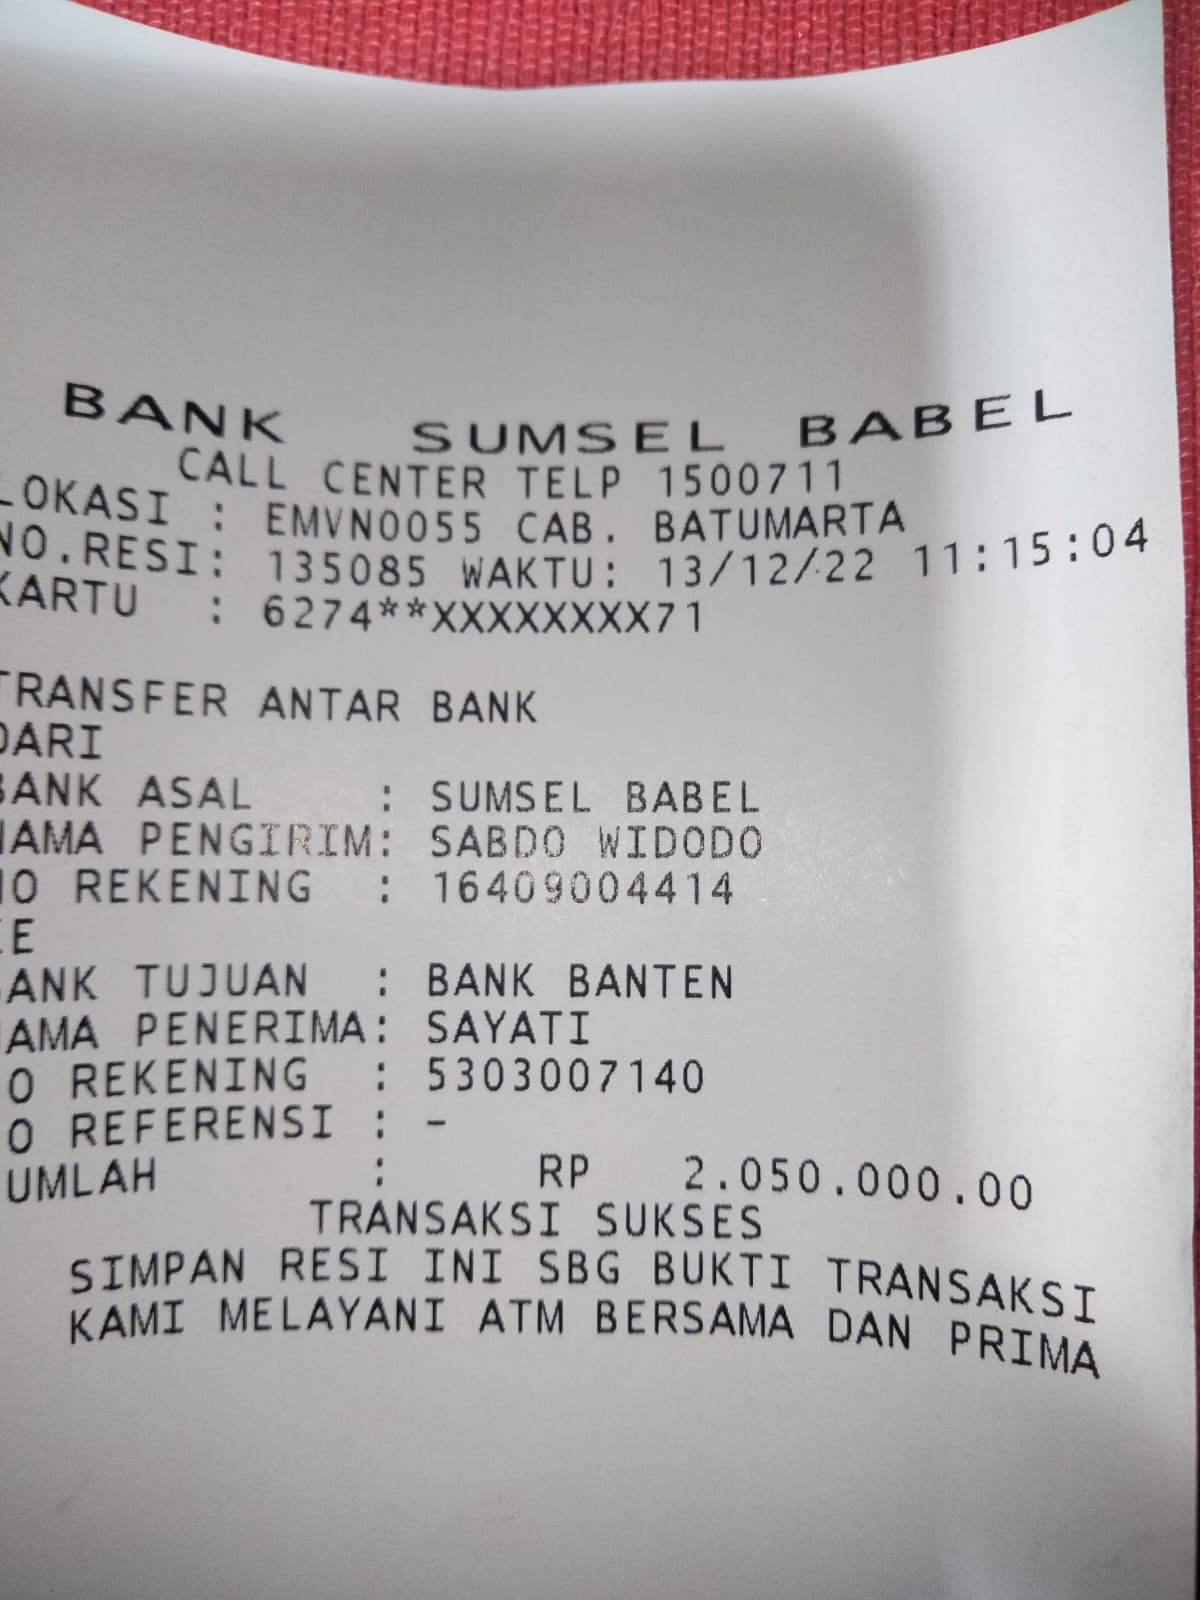 BANK SUMSEL BABEL
CALL CENTER TELP 1500711
LOKASI : EMVN0055 CAB. BATUMARTA
NO.RESI: 135085 WAKTU: 13/12/22 11:15:04
KARTU : 6274**XXXXXXXX71
TRANSFER ANTAR BANK
DARI
BANK ASAL : SUMSEL BABEL
NAMA PENGIRIM: SABDO WIDODO
NO REKENING : 16409004414
KE
BANK TUJUAN : BANK BANTEN
NAMA PENERIMA: SAYATI
O REKENING : 5303007140
O REFERENSI : -
UMLAH : RP 2.050.000.00
TRANSAKSI SUKSES
SIMPAN RESI INI SBG BUKTI TRANSAKSI
KAMI MELAYANI ATM BERSAMA DAN PRIMA